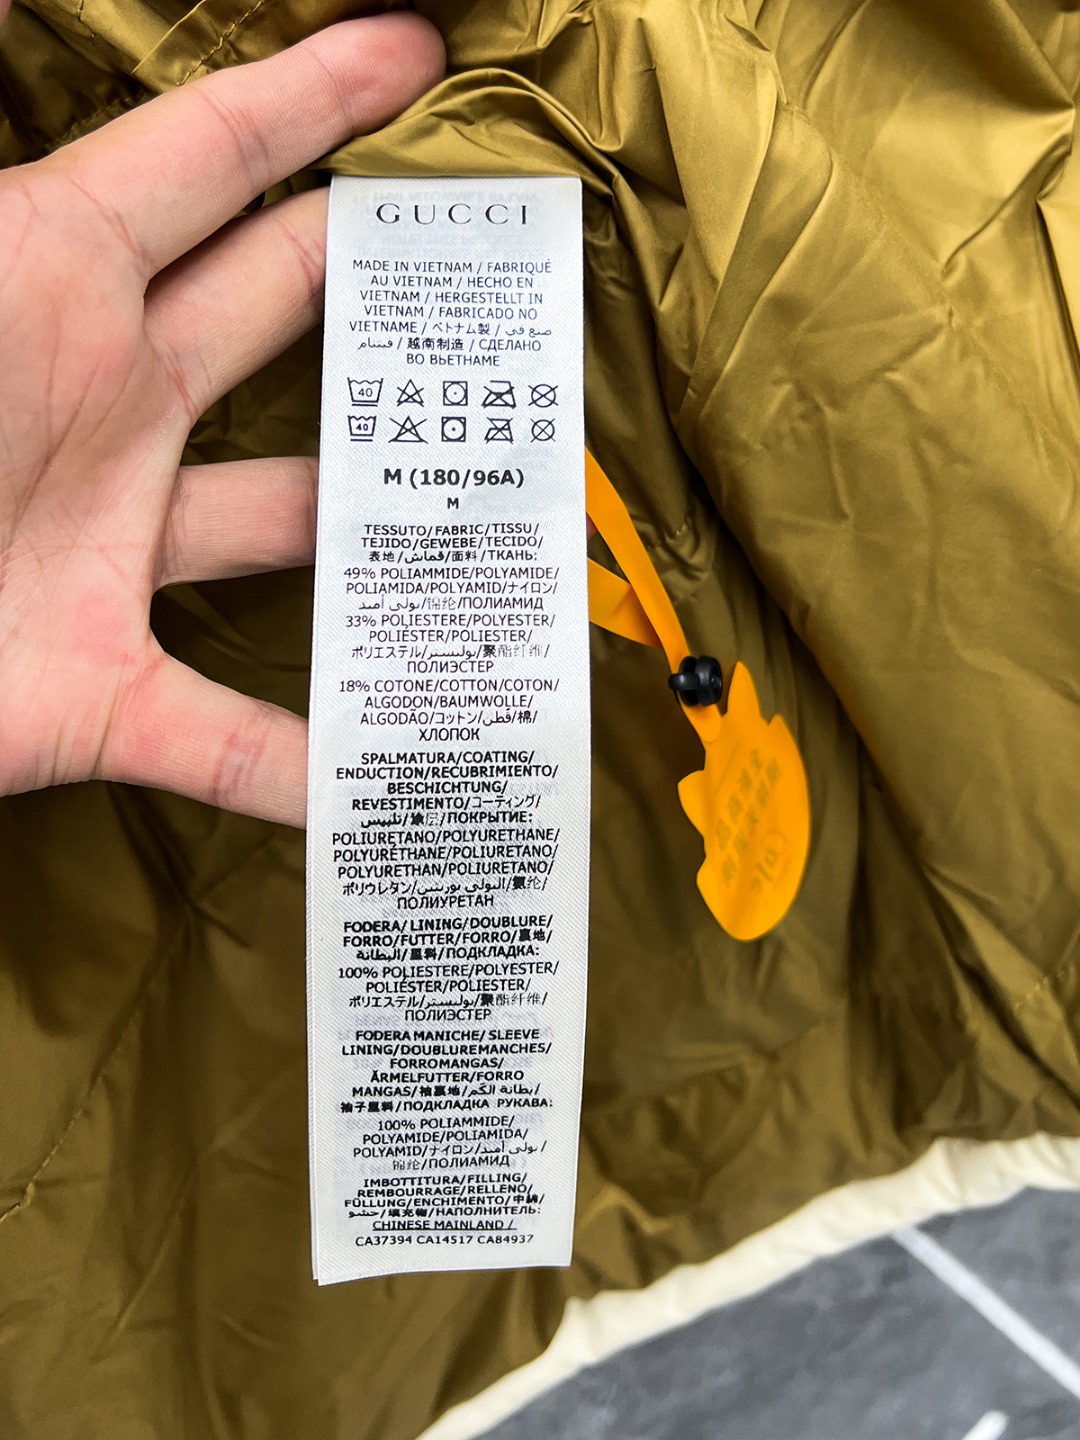 GUCCI
MADE IN VIETNAM / FABRIQUÉ
AU VIETNAM / HECHO EN
VIETNAM / HERGESTELLT IN
VIETNAM / FABRICADO NO
VIETNAME / ベトナム製 / صنع في
فيتنام / 越南制造 / СДЕЛАНО
ВО ВЬЕТНАМЕ
40
40
M (180/96A)
M
TESSUTO/FABRIC/TISSU/
TEJIDO/GEWEBE/TECIDO/
表地/قماش/面料/ТКАНЬ:
49% POLIAMMIDE/POLYAMIDE/
POLIAMIDA/POLYAMID/ナイロン/
بولي أميد/锦纶/ПОЛИАМИД
33% POLIESTERE/POLYESTER/
POLIÉSTER/POLIESTER/
ポリエステル/بوليستر/聚酯纤维/
ПОЛИЭСТЕР
18% COTONE/COTTON/COTON/
ALGODON/BAUMWOLLE/
ALGODÃO/コットン/قطن/棉/
ХЛОПОК
SPALMATURA/COATING/
ENDUCTION/RECUBRIMIENTO/
BESCHICHTUNG/
REVESTIMENTO/コーティング/
تلبيس/涂层/ПОКРЫТИЕ:
POLIURETANO/POLYURETHANE/
POLYURÉTHANE/POLIURETANO/
POLYURETHAN/POLIURETANO/
ポリウレタン/البولي يوريثين/氨纶/
ПОЛИУРЕТАН
FODERA/ LINING/DOUBLURE/
FORRO/FUTTER/FORRO/裏地/
البطانة/里料/ПОДКЛАДКА:
100% POLIESTERE/POLYESTER/
POLIÉSTER/POLIESTER/
ポリエステル/بوليستر/聚酯纤维/
ПОЛИЭСТЕР
FODERA MANICHE/ SLEEVE
LINING/DOUBLUREMANCHES/
FORROMANGAS/
ÄRMELFUTTER/FORRO
MANGAS/袖裏地/بطانة الكم/
袖子里料/ПОДКЛАДКА РУКАВА:
100% POLIAMMIDE/
POLYAMIDE/POLIAMIDA/
POLYAMID/ナイロン/بولي أميد/
锦纶/ПОЛИАМИД
IMBOTTITURA/FILLING/
REMBOURRAGE/RELLENO/
FÜLLUNG/ENCHIMENTO/中綿/
حشو/填充物/НАПОЛНИТЕЛЬ:
CHINESE MAINLAND /
CA37394 CA14517 CA84937